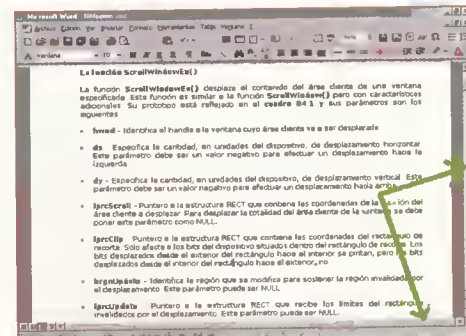 Microsoft Word
Archivo Edición Ver Insertar Formato Herramientas Tabla Ventana
Verdana
La función ScrollWindowEx()
La función ScrollWindowEx() desplaza el contenido del área cliente de una ventana
especificada. Esta función es similar a la función ScrollWindow() pero con características
adicionales. Su prototipo está reflejado en el cuadro 04 1 y sus parámetros son los
siguientes
• hwnd - Identifica el handle a la ventana cuyo área cliente va a ser desplazada
• dx Especifica la cantidad, en unidades del dispositivo, de desplazamiento horizontal
Este parámetro debe ser un valor negativo para efectuar un desplazamiento hacia la
izquierda
• dy - Especifica la cantidad, en unidades del dispositivo, de desplazamiento vertical Este
parámetro debe ser un valor negativo para efectuar un desplazamiento hacia arriba
• lprcScroll - Puntero a la estructura RECT que contiene las coordenadas de la del
área cliente a desplazar Para desplazar la totalidad del área cliente de la ventana se debe
poner este parámetro como NULL.
• lprcClip Puntero a la estructura RECT que contiene las coordenadas del rectángulo de
recorte Sólo afecta a los bits del dispositivo situados dentro del rectángulo de recorte Los
bits desplazados desde el exterior del rectángulo hacia el interior se pintan, pero los bits
desplazados desde el interior del rectángulo hacia el exterior, no
• hrgnUpdate - Identifica la región que se modifica para sostener la región invalidada por
el desplazamiento Este parámetro puede ser NULL
• lprcUpdate Puntero a la estructura RECT que recibe los límites del rectángulo
invalidados por el desplazamiento Este parámetro puede ser NULL